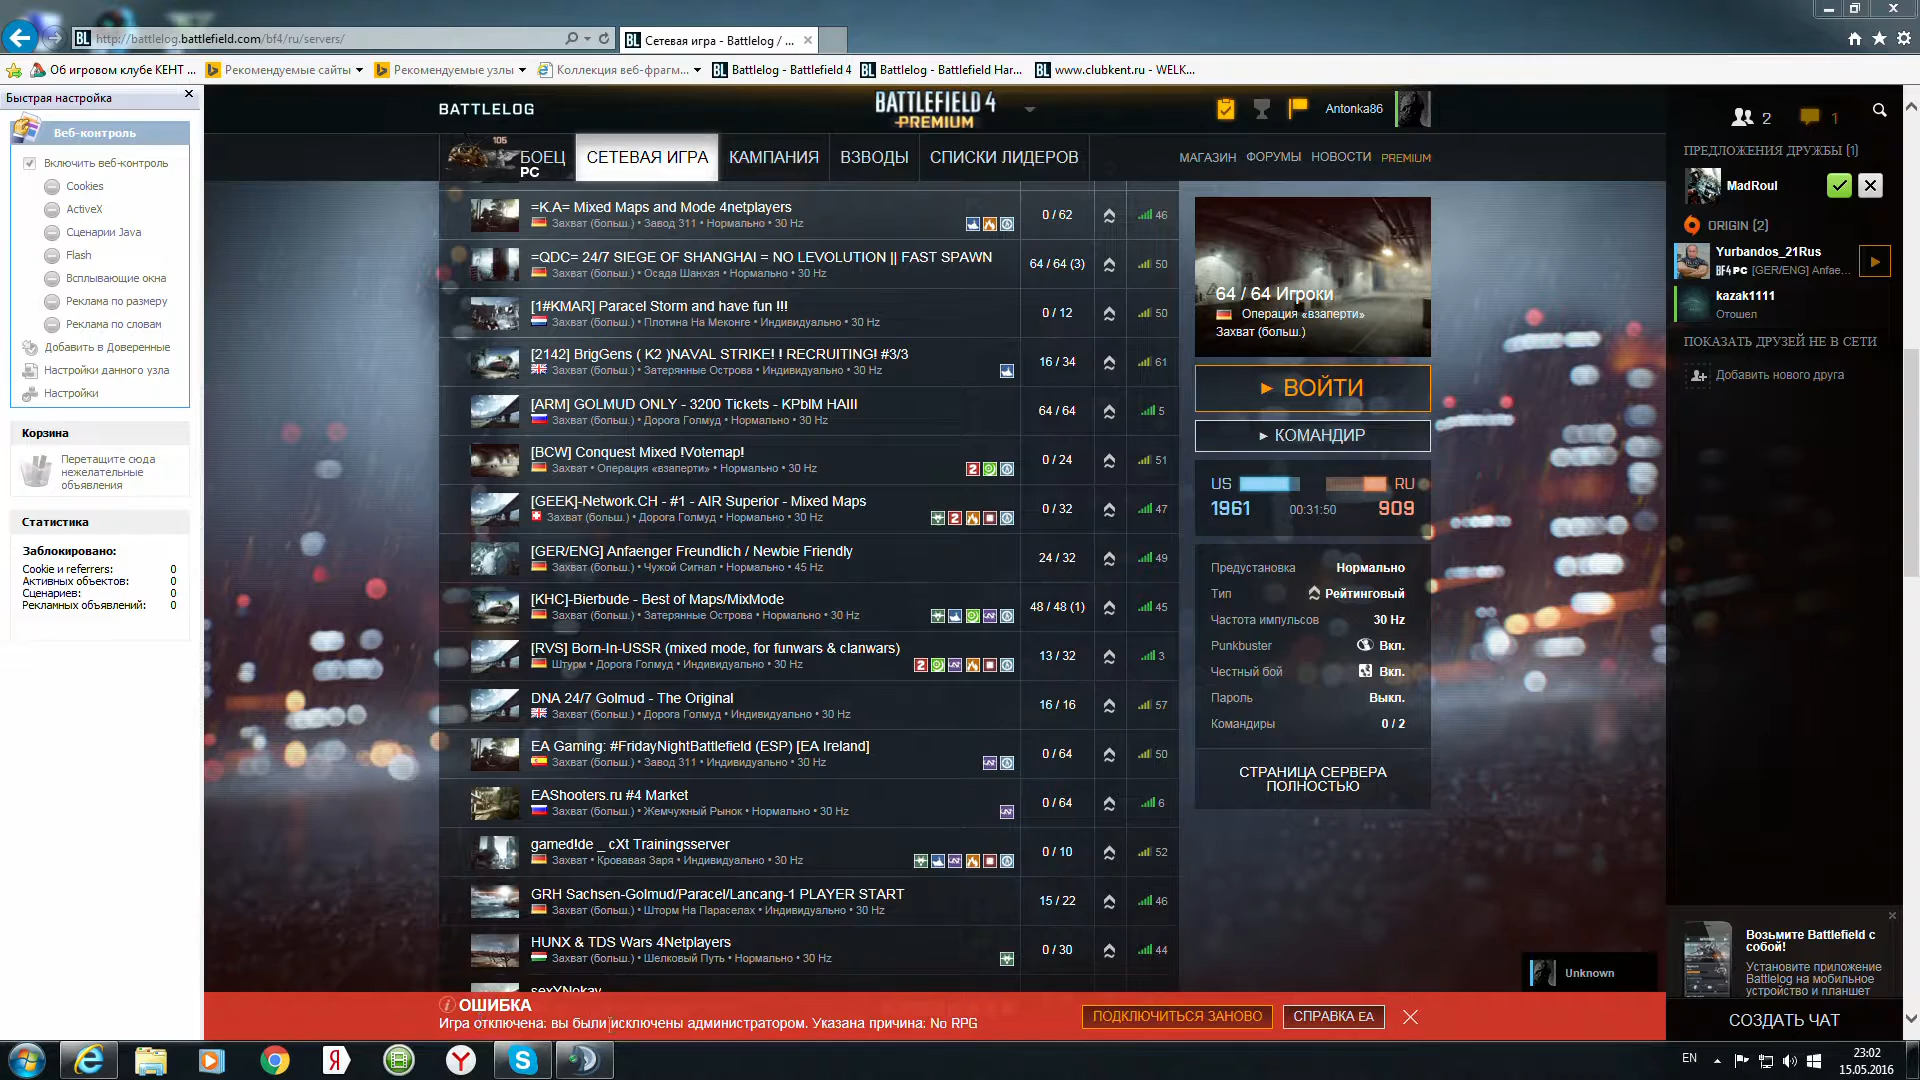 http://battlelog.battlefield.com/bf4/ru/servers/
Сетевая игра - Battlelog / ...
Об игровом клубе КЕНТ ...
Рекомендуемые сайты
Рекомендуемые узлы
Коллекция веб-фрагм...
Battlelog - Battlefield 4
Battlelog - Battlefield Har...
www.clubkent.ru - WELK...
Быстрая настройка
Веб-контроль
Включить веб-контроль
Cookies
ActiveX
Сценарии Java
Flash
Всплывающие окна
Реклама по размеру
Реклама по словам
Добавить в Доверенные
Настройки данного узла
Настройки
Корзина
Перетащите сюда
нежелательные
объявления
Статистика
Заблокировано:
Cookie и referrers: 0
Активных объектов: 0
Сценариев: 0
Рекламных объявлений: 0
BATTLELOG
BATTLEFIELD 4
PREMIUM
Antonka86
105
БОЕЦ
PC
СЕТЕВАЯ ИГРА
КАМПАНИЯ
ВЗВОДЫ
СПИСКИ ЛИДЕРОВ
МАГАЗИН
ФОРУМЫ
НОВОСТИ
PREMIUM
=K.A= Mixed Maps and Mode 4netplayers
Захват (больш.) • Завод 311 • Нормально • 30 Hz
0 / 62
46
=QDC= 24/7 SIEGE OF SHANGHAI = NO LEVOLUTION || FAST SPAWN
Захват (больш.) • Осада Шанхая • Нормально • 30 Hz
64 / 64 (3)
50
[1#KMAR] Paracel Storm and have fun !!!
Захват (больш.) • Плотина На Меконге • Индивидуально • 30 Hz
0 / 12
50
[2142] BrigGens ( K2 )NAVAL STRIKE! ! RECRUITING! #3/3
Захват (больш.) • Затерянные Острова • Индивидуально • 30 Hz
16 / 34
61
[ARM] GOLMUD ONLY - 3200 Tickets - KPbIM HAIII
Захват (больш.) • Дорога Голмуд • Нормально • 30 Hz
64 / 64
5
[BCW] Conquest Mixed !Votemap!
Захват • Операция «взаперти» • Нормально • 30 Hz
2
0 / 24
51
[GEEK]-Network.CH - #1 - AIR Superior - Mixed Maps
Захват (больш.) • Дорога Голмуд • Нормально • 30 Hz
2
0 / 32
47
[GER/ENG] Anfaenger Freundlich / Newbie Friendly
Захват (больш.) • Чужой Сигнал • Нормально • 45 Hz
24 / 32
49
[KHC]-Bierbude - Best of Maps/MixMode
Захват (больш.) • Затерянные Острова • Нормально • 30 Hz
48 / 48 (1)
45
[RVS] Born-In-USSR (mixed mode, for funwars & clanwars)
Штурм • Дорога Голмуд • Индивидуально • 30 Hz
2
13 / 32
3
DNA 24/7 Golmud - The Original
Захват (больш.) • Дорога Голмуд • Индивидуально • 30 Hz
16 / 16
57
EA Gaming: #FridayNightBattlefield (ESP) [EA Ireland]
Захват (больш.) • Завод 311 • Индивидуально • 30 Hz
0 / 64
50
EAShooters.ru #4 Market
Захват (больш.) • Жемчужный Рынок • Нормально • 30 Hz
0 / 64
6
gamed!de _ cXt Trainingsserver
Захват • Кровавая Заря • Индивидуально • 30 Hz
0 / 10
52
GRH Sachsen-Golmud/Paracel/Lancang-1 PLAYER START
Захват (больш.) • Шторм На Параселах • Индивидуально • 30 Hz
15 / 22
46
HUNX & TDS Wars 4Netplayers
Захват (больш.) • Шелковый Путь • Нормально • 30 Hz
0 / 30
44
sexYNokay
64 / 64 Игроки
Операция «взаперти»
Захват (больш.)
ВОЙТИ
КОМАНДИР
US RU
1961 00:31:50 909
Предустановка Нормально
Тип Рейтинговый
Частота импульсов 30 Hz
Punkbuster Вкл.
Честный бой Вкл.
Пароль Выкл.
Командиры 0 / 2
СТРАНИЦА СЕРВЕРА
ПОЛНОСТЬЮ
2
1
ПРЕДЛОЖЕНИЯ ДРУЖБЫ (1)
MadRoul
ORIGIN (2)
Yurbandos_21Rus
BF4 PC [GER/ENG] Anfae...
kazak1111
Отошел
ПОКАЗАТЬ ДРУЗЕЙ НЕ В СЕТИ
Добавить нового друга
Возьмите Battlefield с
собой!
Установите приложение
Battlelog на мобильное
устройство и планшет
Unknown
СОЗДАТЬ ЧАТ
ОШИБКА
Игра отключена: вы были исключены администратором. Указана причина: No RPG
ПОДКЛЮЧИТЬСЯ ЗАНОВО
СПРАВКА EA
EN
23:02
15.05.2016